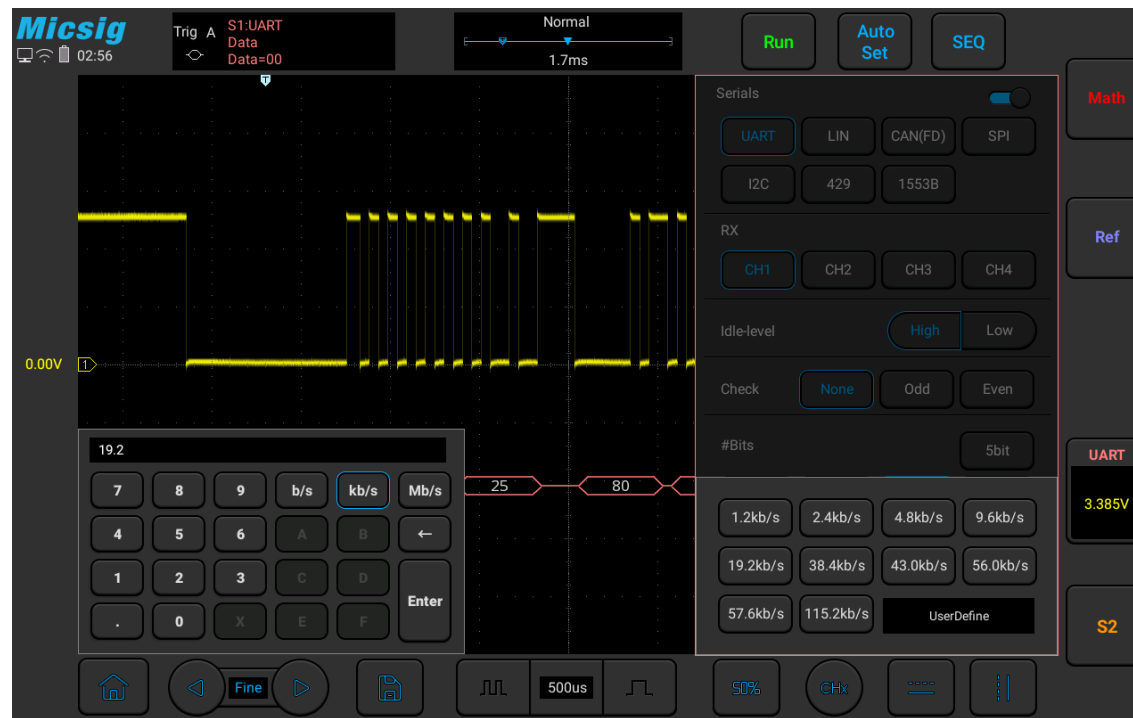 Micsig
02:56
Trig A S1:UART
Data
Data=00
Normal
1.7ms
Run
Auto
Set
SEQ
T
Math
Ref
UART
3.385V
S2
Serials
UART LIN CAN(FD) SPI
I2C 429 1553B
RX
CH1 CH2 CH3 CH4
Idle-level High Low
Check None Odd Even
#Bits 5bit
0.00V 1
25 80
19.2
7 8 9 b/s kb/s Mb/s
4 5 6 A B ←
1 2 3 C D Enter
. 0 X E F
1.2kb/s 2.4kb/s 4.8kb/s 9.6kb/s
19.2kb/s 38.4kb/s 43.0kb/s 56.0kb/s
57.6kb/s 115.2kb/s UserDefine
Fine 500us 50% CHx